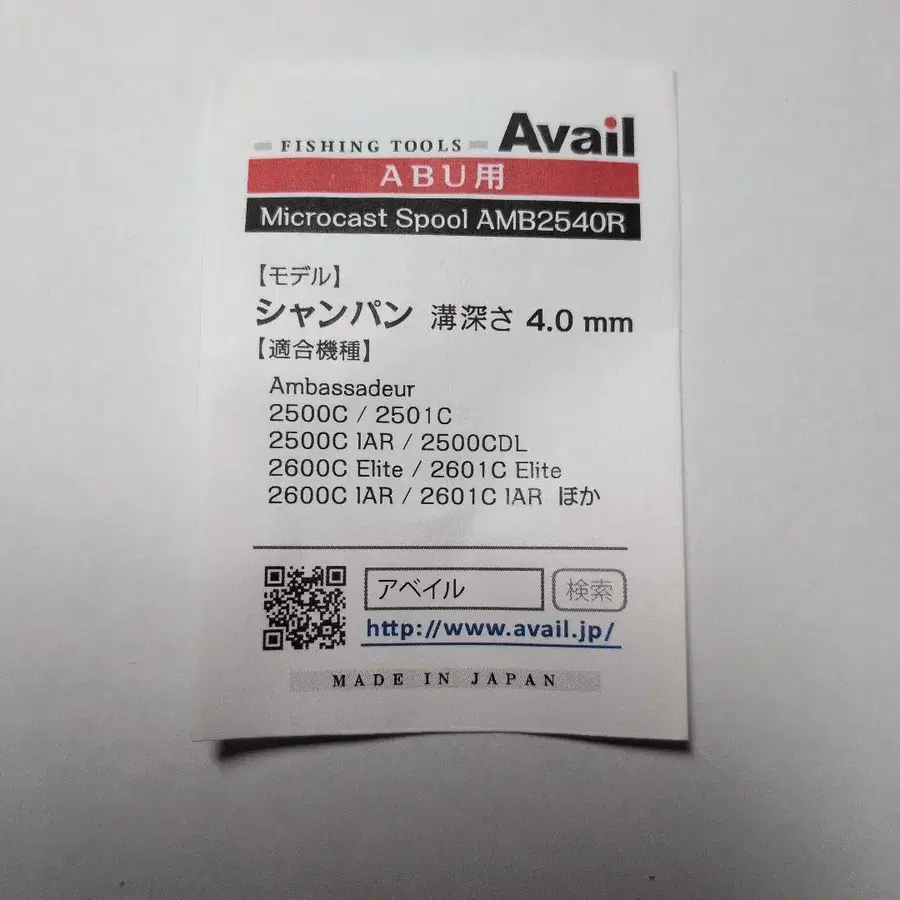 FISHING TOOLS Avail
ABU用
Microcast Spool AMB2540R
【モデル】
シャンパン 溝深さ 4.0 mm
【適合機種】
Ambassadeur
2500C / 2501C
2500C IAR / 2500CDL
2600C Elite / 2601C Elite
2600C IAR / 2601C IAR ほか
アベイル 検索
http://www.avail.jp/
MADE IN JAPAN